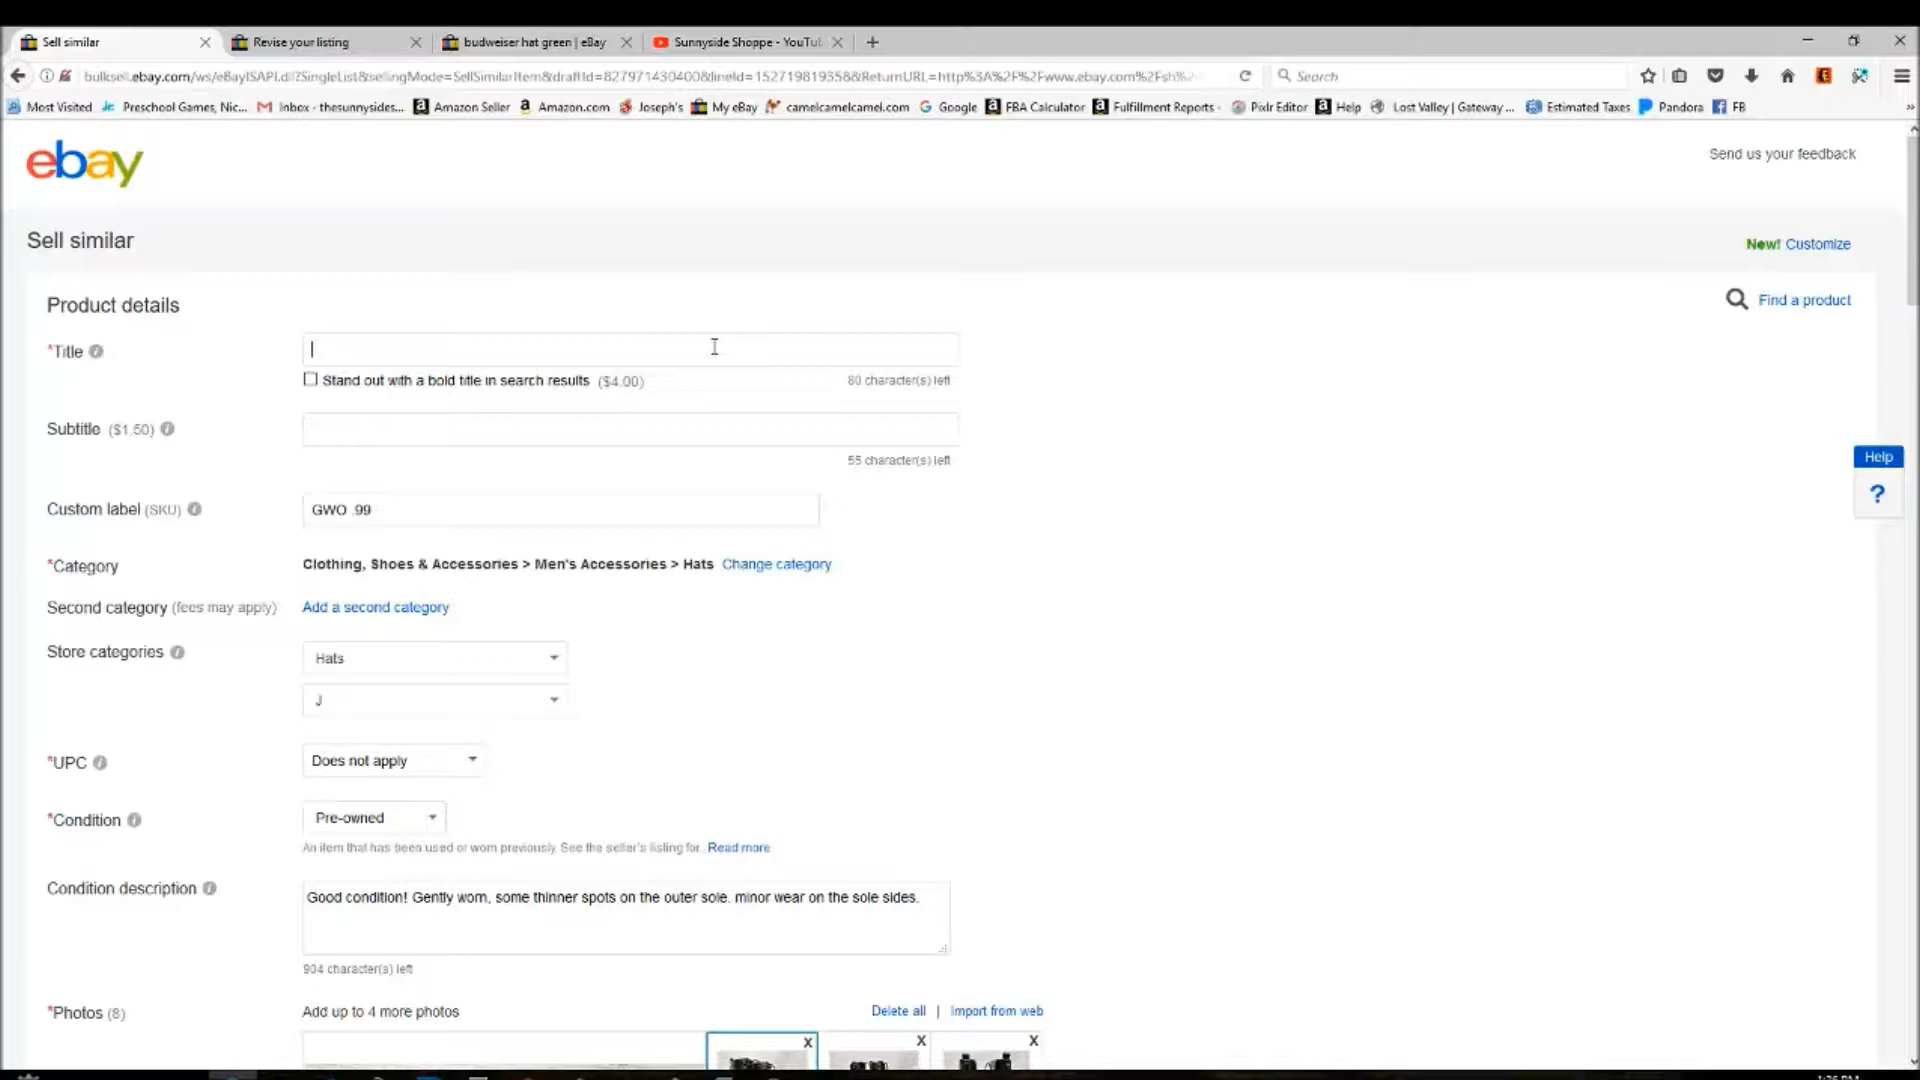 Sell similar
Revise your listing
budweiser hat green | eBay
Sunnyside Shoppe - YouTu
Search
Most Visited
Preschool Games, Nic...
Inbox - thesunnysides...
Amazon Seller
Amazon.com
Joseph's
My eBay
camelcamelcamel.com
Google
FBA Calculator
Fulfillment Reports -
Pixlr Editor
Help
Lost Valley | Gateway ...
Estimated Taxes
Pandora
FB
ebay
Send us your feedback
Sell similar
New! Customize
Product details
Find a product
*Title
Stand out with a bold title in search results ($4.00)
80 character(s) left
Subtitle ($1.50)
55 character(s) left
Help
?
Custom label (SKU)
GWO .99
*Category
Clothing, Shoes & Accessories > Men's Accessories > Hats Change category
Second category (fees may apply)
Add a second category
Store categories
Hats
J
*UPC
Does not apply
*Condition
Pre-owned
An item that has been used or worn previously. See the seller's listing for.. Read more
Condition description
Good condition! Gently worn, some thinner spots on the outer sole. minor wear on the sole sides.
904 character(s) left
*Photos (8)
Add up to 4 more photos
Delete all | Import from web
X
X
X